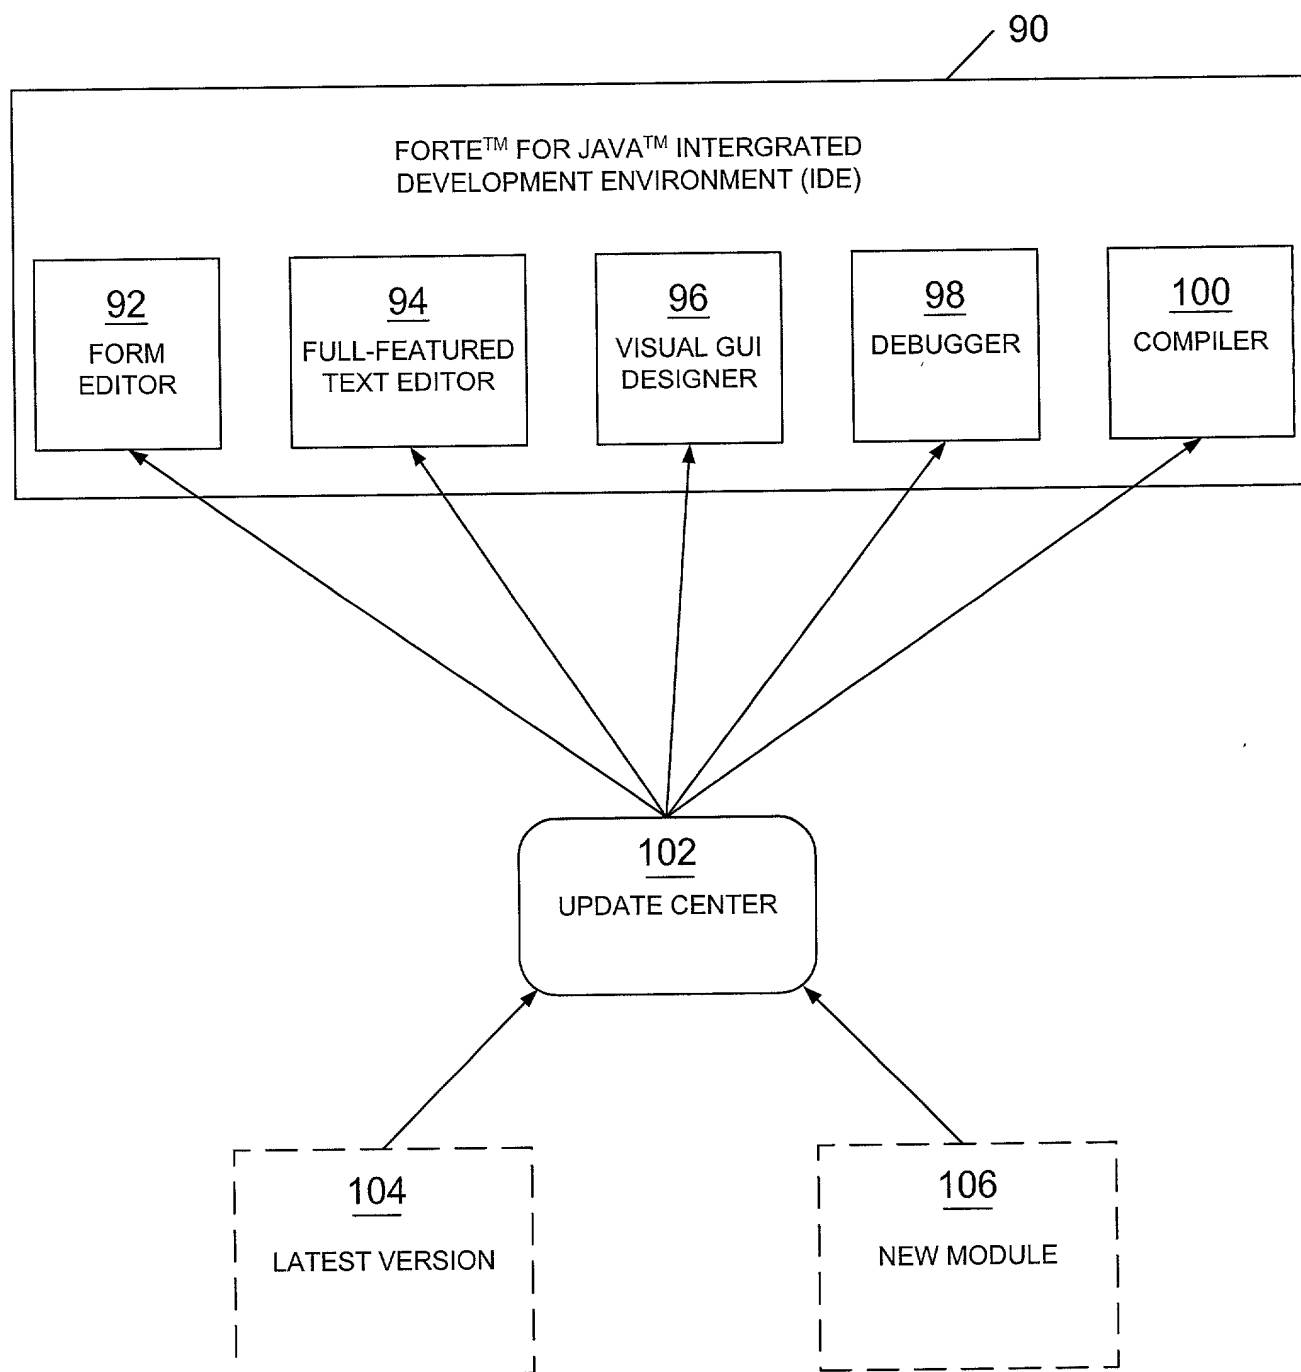 90
FORTE™ FOR JAVA™ INTERGRATED
DEVELOPMENT ENVIRONMENT (IDE)
92
FORM
EDITOR
94
FULL-FEATURED
TEXT EDITOR
96
VISUAL GUI
DESIGNER
98
DEBUGGER
100
COMPILER
102
UPDATE CENTER
104
LATEST VERSION
106
NEW MODULE